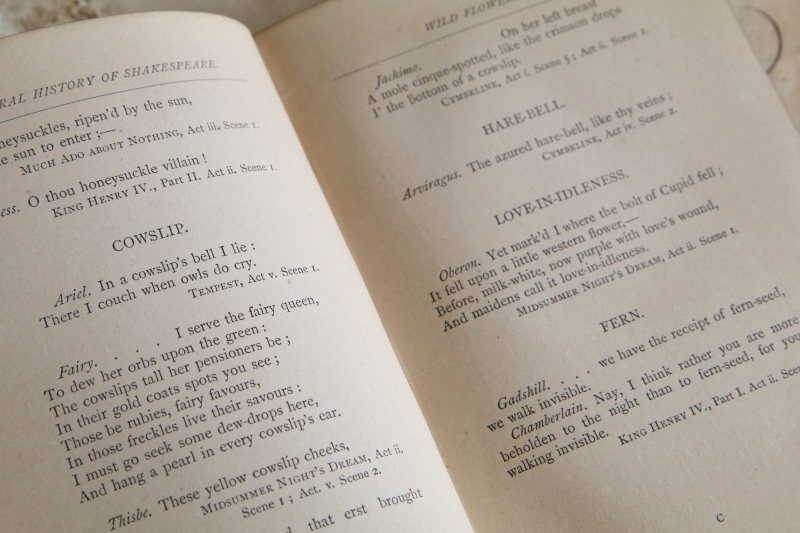 RAL HISTORY OF SHAKESPEARE.
neysuckles, ripen'd by the sun,
e sun to enter;—
MUCH ADO ABOUT NOTHING, Act iii. Scene 1.
ess. O thou honeysuckle villain!
KING HENRY IV., Part II. Act ii. Scene 1.
COWSLIP.
Ariel. In a cowslip's bell I lie:
There I couch when owls do cry.
TEMPEST, Act v. Scene 1.
Fairy. . . . . I serve the fairy queen,
To dew her orbs upon the green:
The cowslips tall her pensioners be;
In their gold coats spots you see;
Those be rubies, fairy favours,
In those freckles live their savours:
I must go seek some dew-drops here,
And hang a pearl in every cowslip's ear.
Thisbe. These yellow cowslip cheeks,
MIDSUMMER NIGHT'S DREAM, Act ii.
Scene 1; Act. v. Scene 2.
d that erst brought
WILD FLOWE
On her left breast
Jachimo.
A mole cinque-spotted, like the crimson drops
I' the bottom of a cowslip.
CYMBELINE, Act i. Scene 5; Act ii. Scene 2.
HARE-BELL.
Arviragus. The azured hare-bell, like thy veins;
CYMBELINE, Act iv. Scene 2.
LOVE-IN-IDLENESS.
Oberon. Yet mark'd I where the bolt of Cupid fell;
It fell upon a little western flower,—
Before, milk-white, now purple with love's wound,
And maidens call it love-in-idleness.
MIDSUMMER NIGHT'S DREAM, Act ii. Scene 1.
FERN.
Gadshill. . . . we have the receipt of fern-seed,
we walk invisible.
Chamberlain. Nay, I think rather you are more
beholden to the night than to fern-seed, for you
walking invisible.
KING HENRY IV., Part I. Act ii. Sce
C